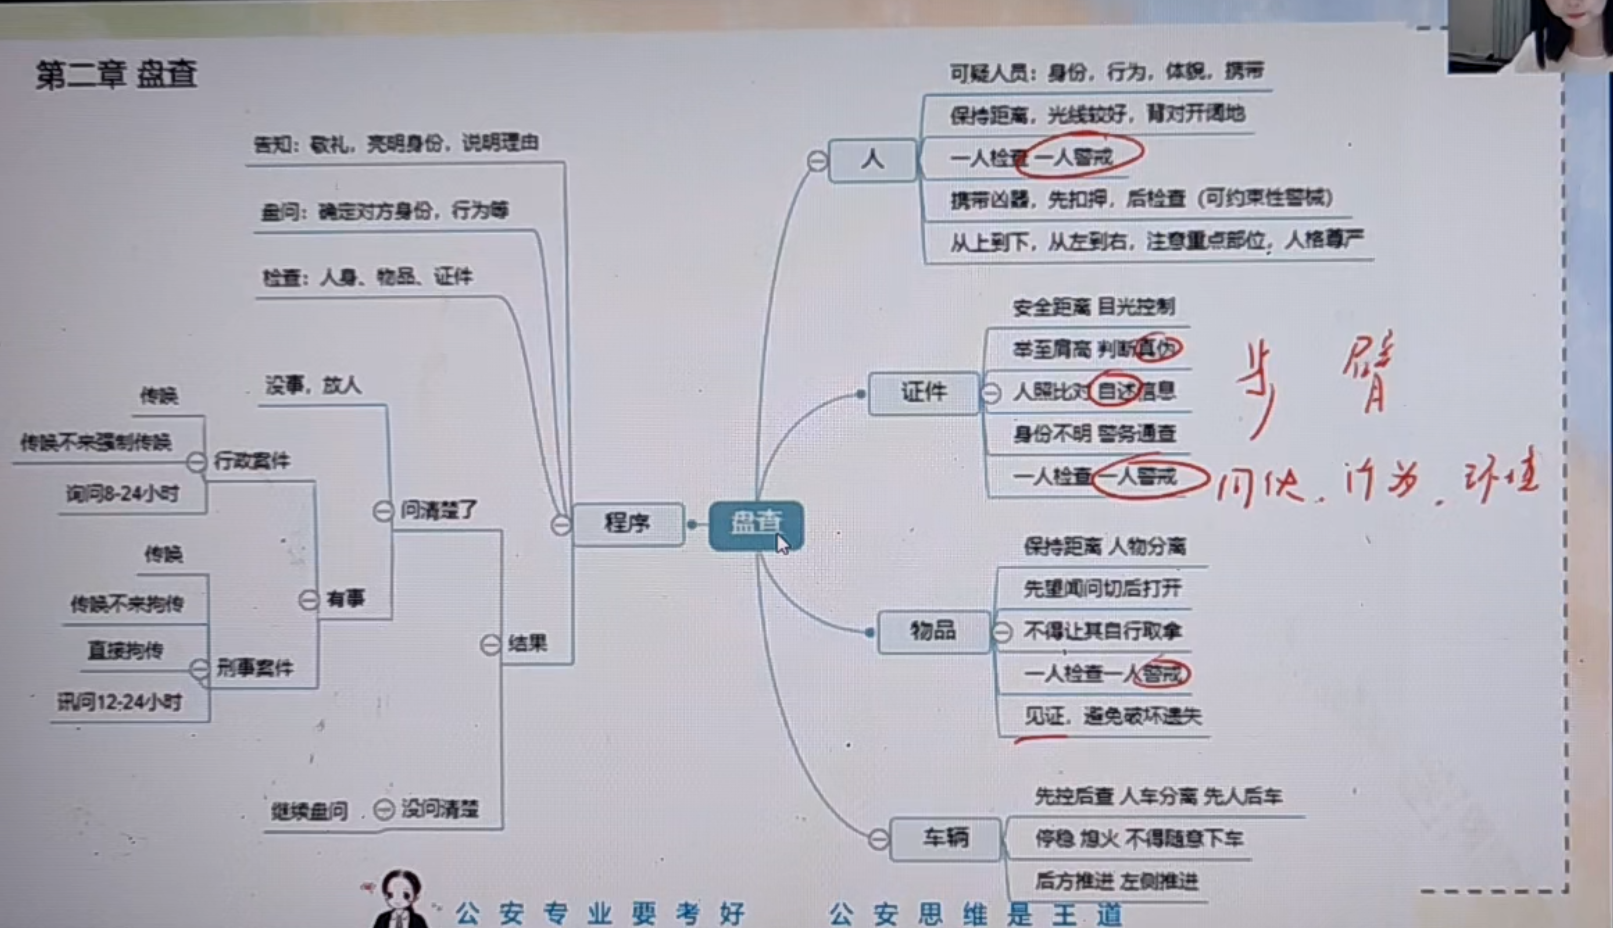 第二章 盘查
告知：敬礼，亮明身份，说明理由
盘问：确定对方身份，行为等
检查：人身、物品、证件
没事，放人
传唤
传唤不来强制传唤
行政案件
询问8-24小时
问清楚了
传唤
传唤不来拘传
有事
直接拘传
刑事案件
讯问12-24小时
结果
继续盘问
没问清楚
程序
盘查
人
可疑人员：身份，行为，体貌，携带
保持距离，光线较好，背对开阔地
一人检查 一人警戒
携带凶器，先扣押，后检查（可约束性警械）
从上到下，从左到右，注意重点部位，人格尊严
证件
安全距离 目光控制
举至肩高 判断真伪
人照比对 自述信息
身份不明 警务通查
一人检查 一人警戒
步 臂
同伙、行为、环境
物品
保持距离 人物分离
先望闻问切后打开
不得让其自行取拿
一人检查一人警戒
见证，避免破坏遗失
车辆
先控后查 人车分离 先人后车
停稳 熄火 不得随意下车
后方推进 左侧推进
公安专业要考好 公安思维是王道